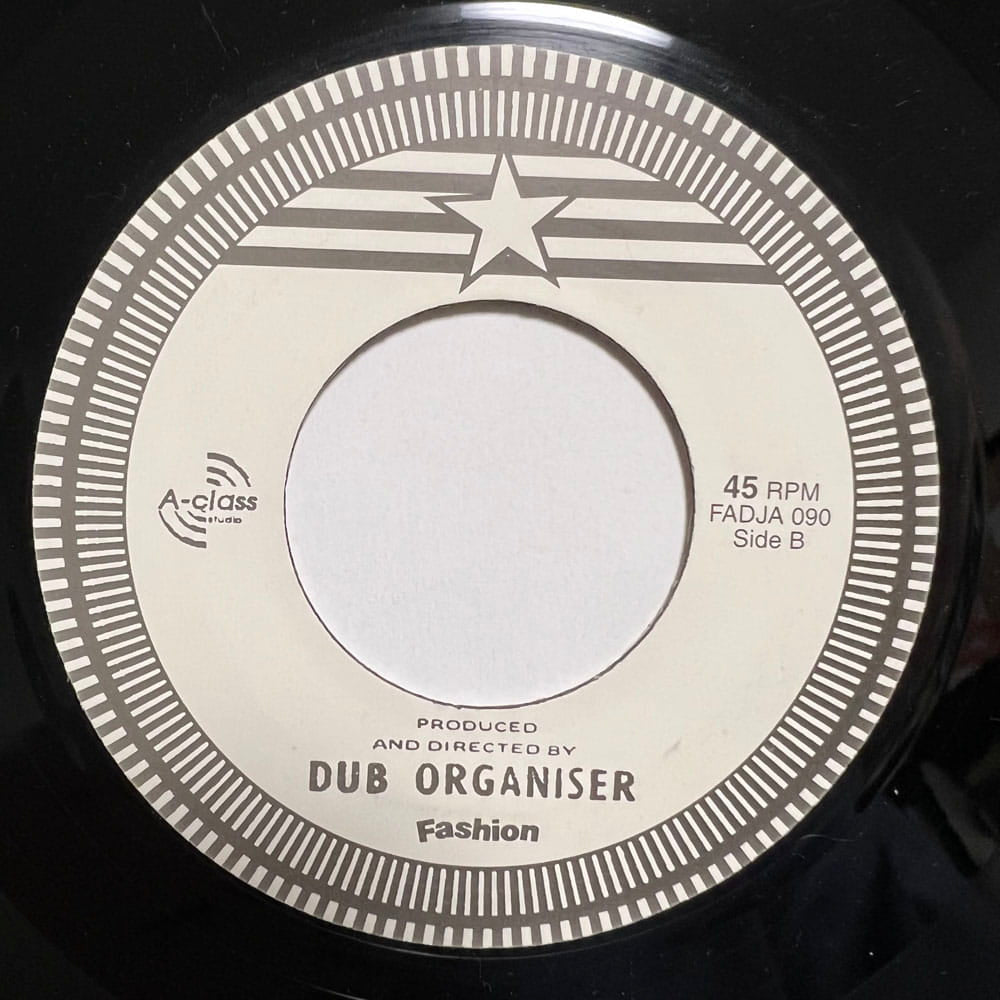 A-class
studio
45 RPM
FADJA 090
Side B
PRODUCED
AND DIRECTED BY
DUB ORGANISER
Fashion